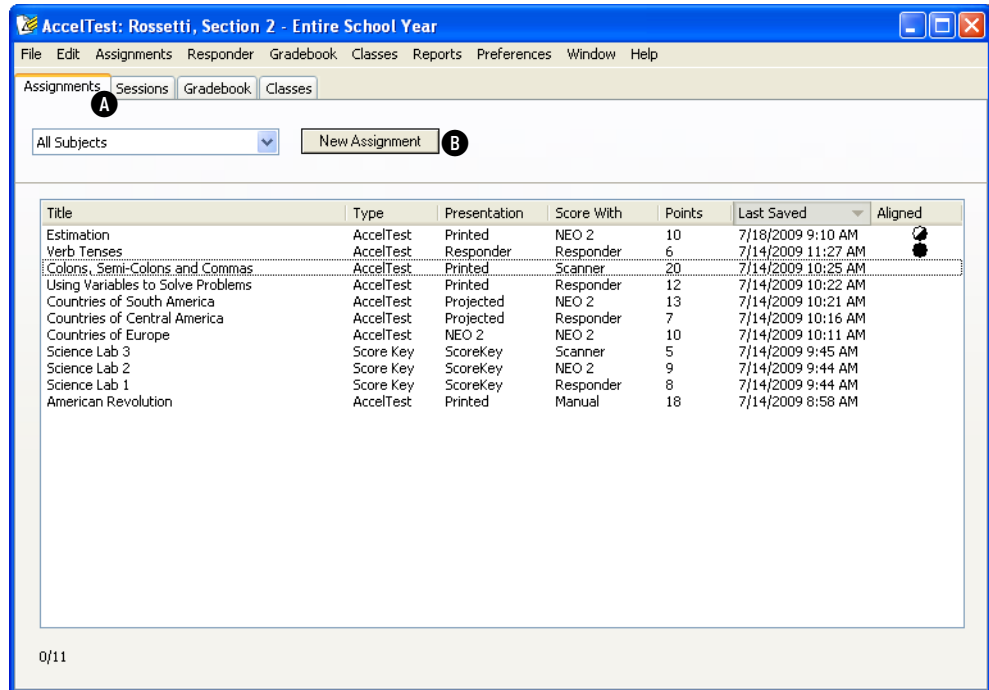 AccelTest: Rossetti, Section 2 - Entire School Year
File Edit Assignments Responder Gradebook Classes Reports Preferences Window Help
Assignments Sessions Gradebook Classes
A
All Subjects New Assignment B
Title Type Presentation Score With Points Last Saved Aligned
Estimation AccelTest Printed NEO 2 10 7/18/2009 9:10 AM
Verb Tenses AccelTest Responder Responder 6 7/14/2009 11:27 AM
Colons, Semi-Colons and Commas AccelTest Printed Scanner 20 7/14/2009 10:25 AM
Using Variables to Solve Problems AccelTest Printed Responder 12 7/14/2009 10:22 AM
Countries of South America AccelTest Projected NEO 2 13 7/14/2009 10:21 AM
Countries of Central America AccelTest Projected Responder 7 7/14/2009 10:16 AM
Countries of Europe AccelTest NEO 2 NEO 2 10 7/14/2009 10:11 AM
Science Lab 3 Score Key ScoreKey Scanner 5 7/14/2009 9:45 AM
Science Lab 2 Score Key ScoreKey NEO 2 9 7/14/2009 9:44 AM
Science Lab 1 Score Key ScoreKey Responder 8 7/14/2009 9:44 AM
American Revolution AccelTest Printed Manual 18 7/14/2009 8:58 AM
0/11